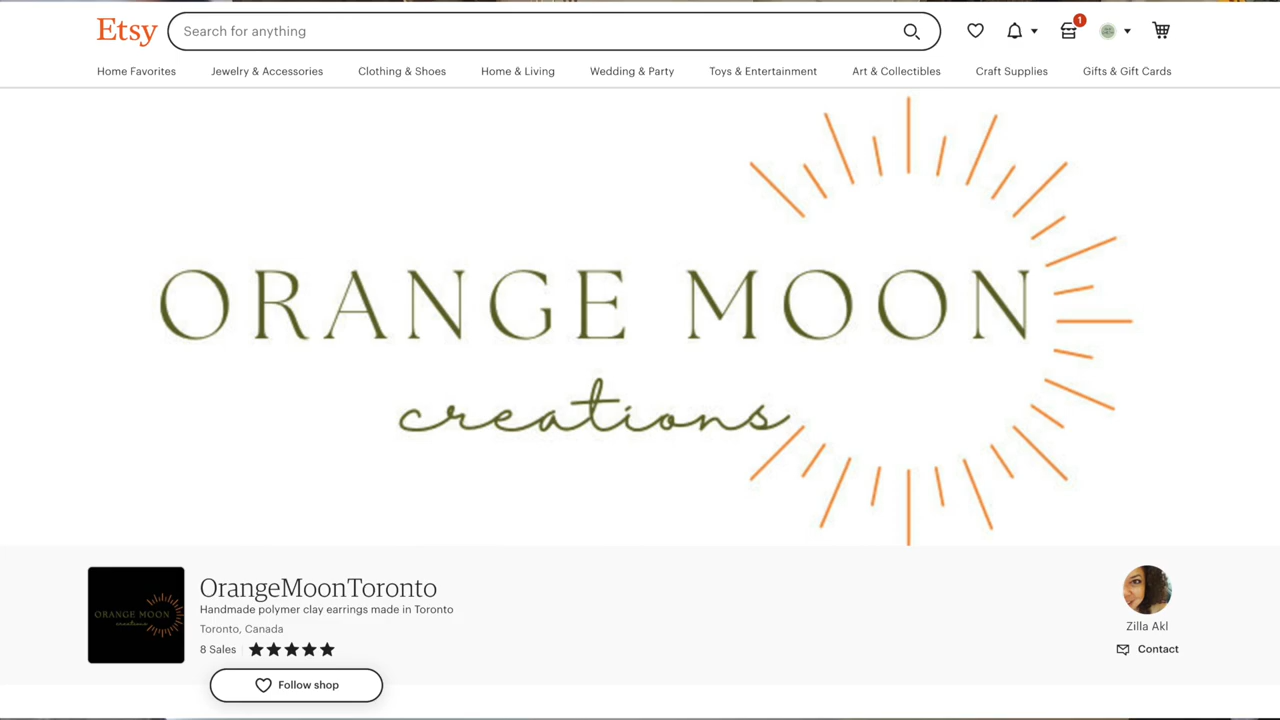 Etsy
Search for anything
1
Home Favorites Jewelry & Accessories Clothing & Shoes Home & Living Wedding & Party Toys & Entertainment Art & Collectibles Craft Supplies Gifts & Gift Cards
ORANGE MOON
creations
ORANGE MOON
creations
OrangeMoonToronto
Handmade polymer clay earrings made in Toronto
Toronto, Canada
8 Sales
Follow shop
Zilla Akl
Contact